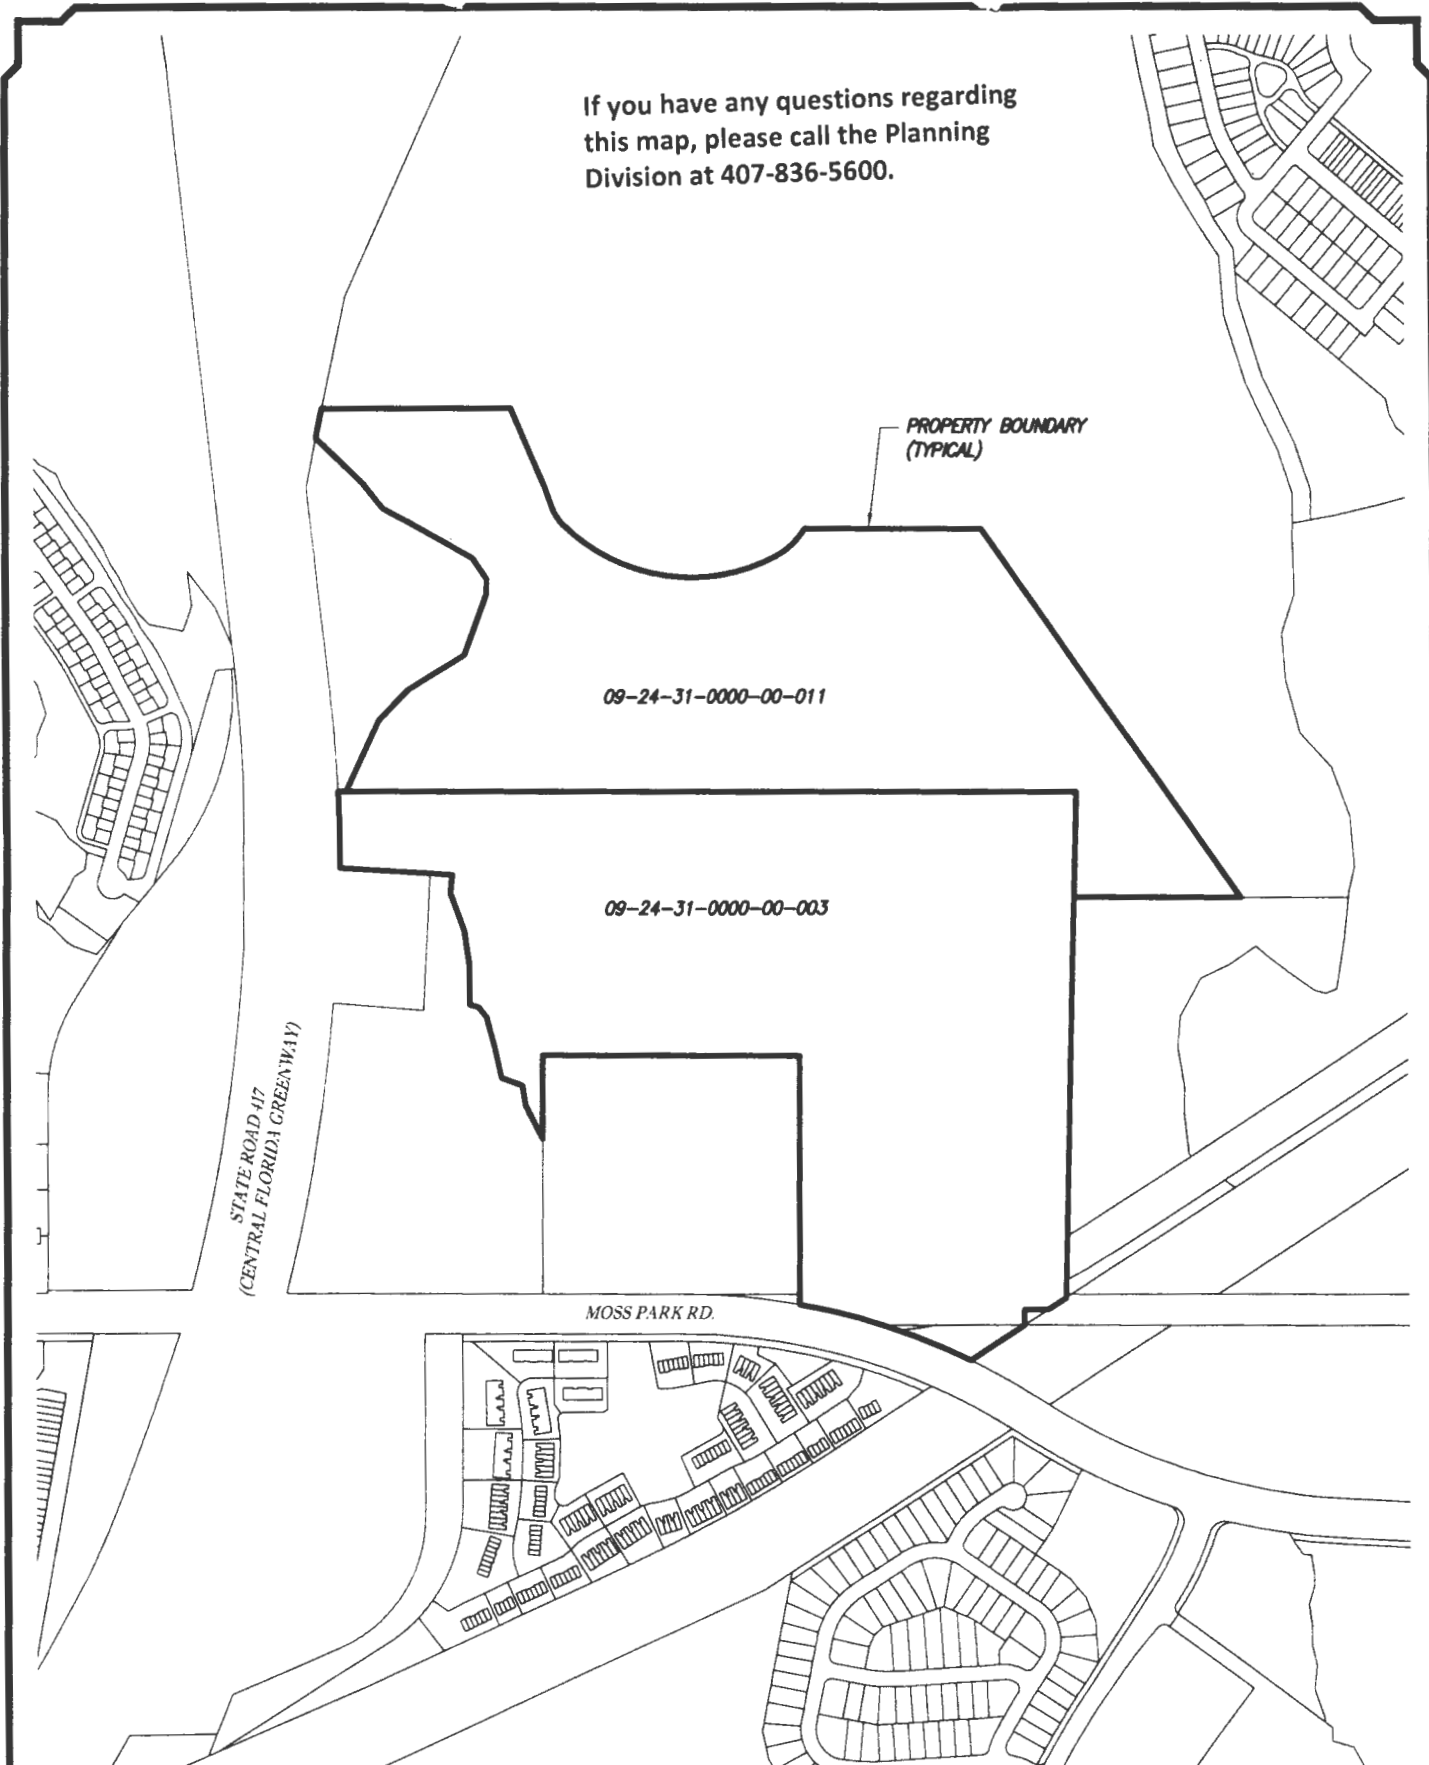 If you have any questions regarding
this map, please call the Planning
Division at 407-836-5600.
PROPERTY BOUNDARY
(TYPICAL)
09-24-31-0000-00-011
09-24-31-0000-00-003
STATE ROAD 417
(CENTRAL FLORIDA GREENWAY)
MOSS PARK RD.